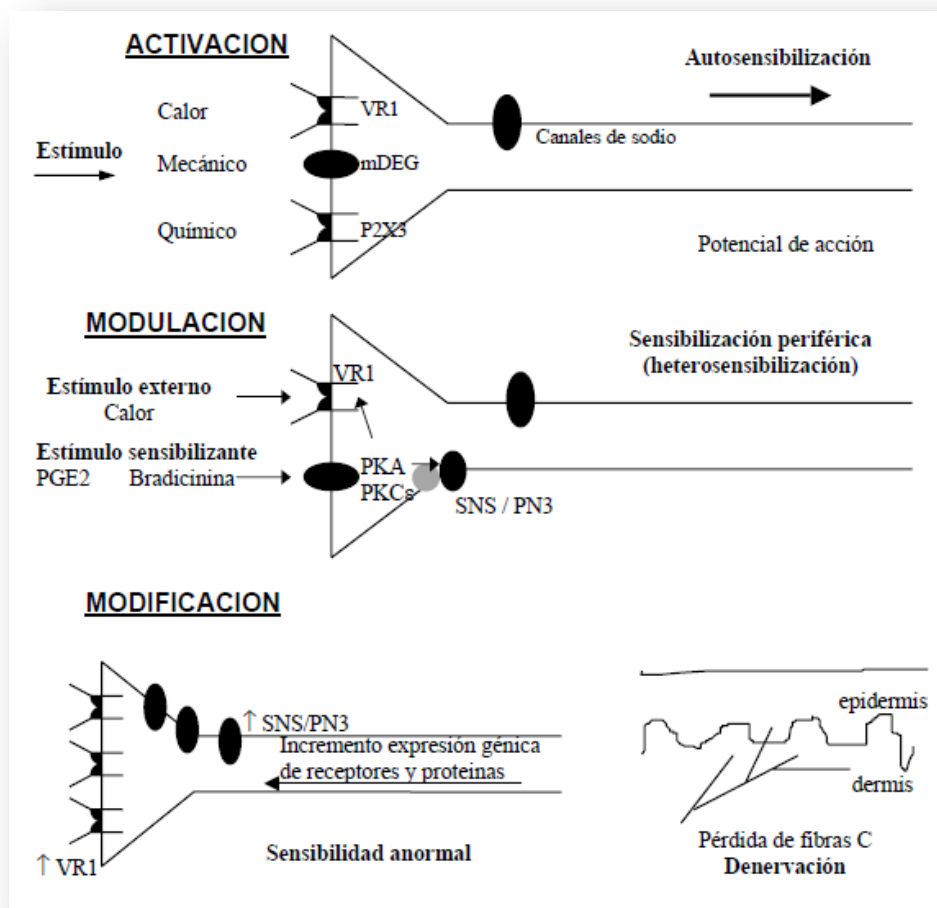 ACTIVACION
Autosensibilización
Calor
VR1
Canales de sodio
Estímulo
Mecánico
mDEG
Químico
P2X3
Potencial de acción
MODULACION
Sensibilización periférica
(heterosensibilización)
VR1
Estímulo externo
Calor
Estímulo sensibilizante
PGE2 Bradicinina
PKA
PKCs
SNS / PN3
MODIFICACION
↑ SNS/PN3
Incremento expresión génica
de receptores y proteinas
epidermis
dermis
Sensibilidad anormal
↑ VR1
Pérdida de fibras C
Denervación